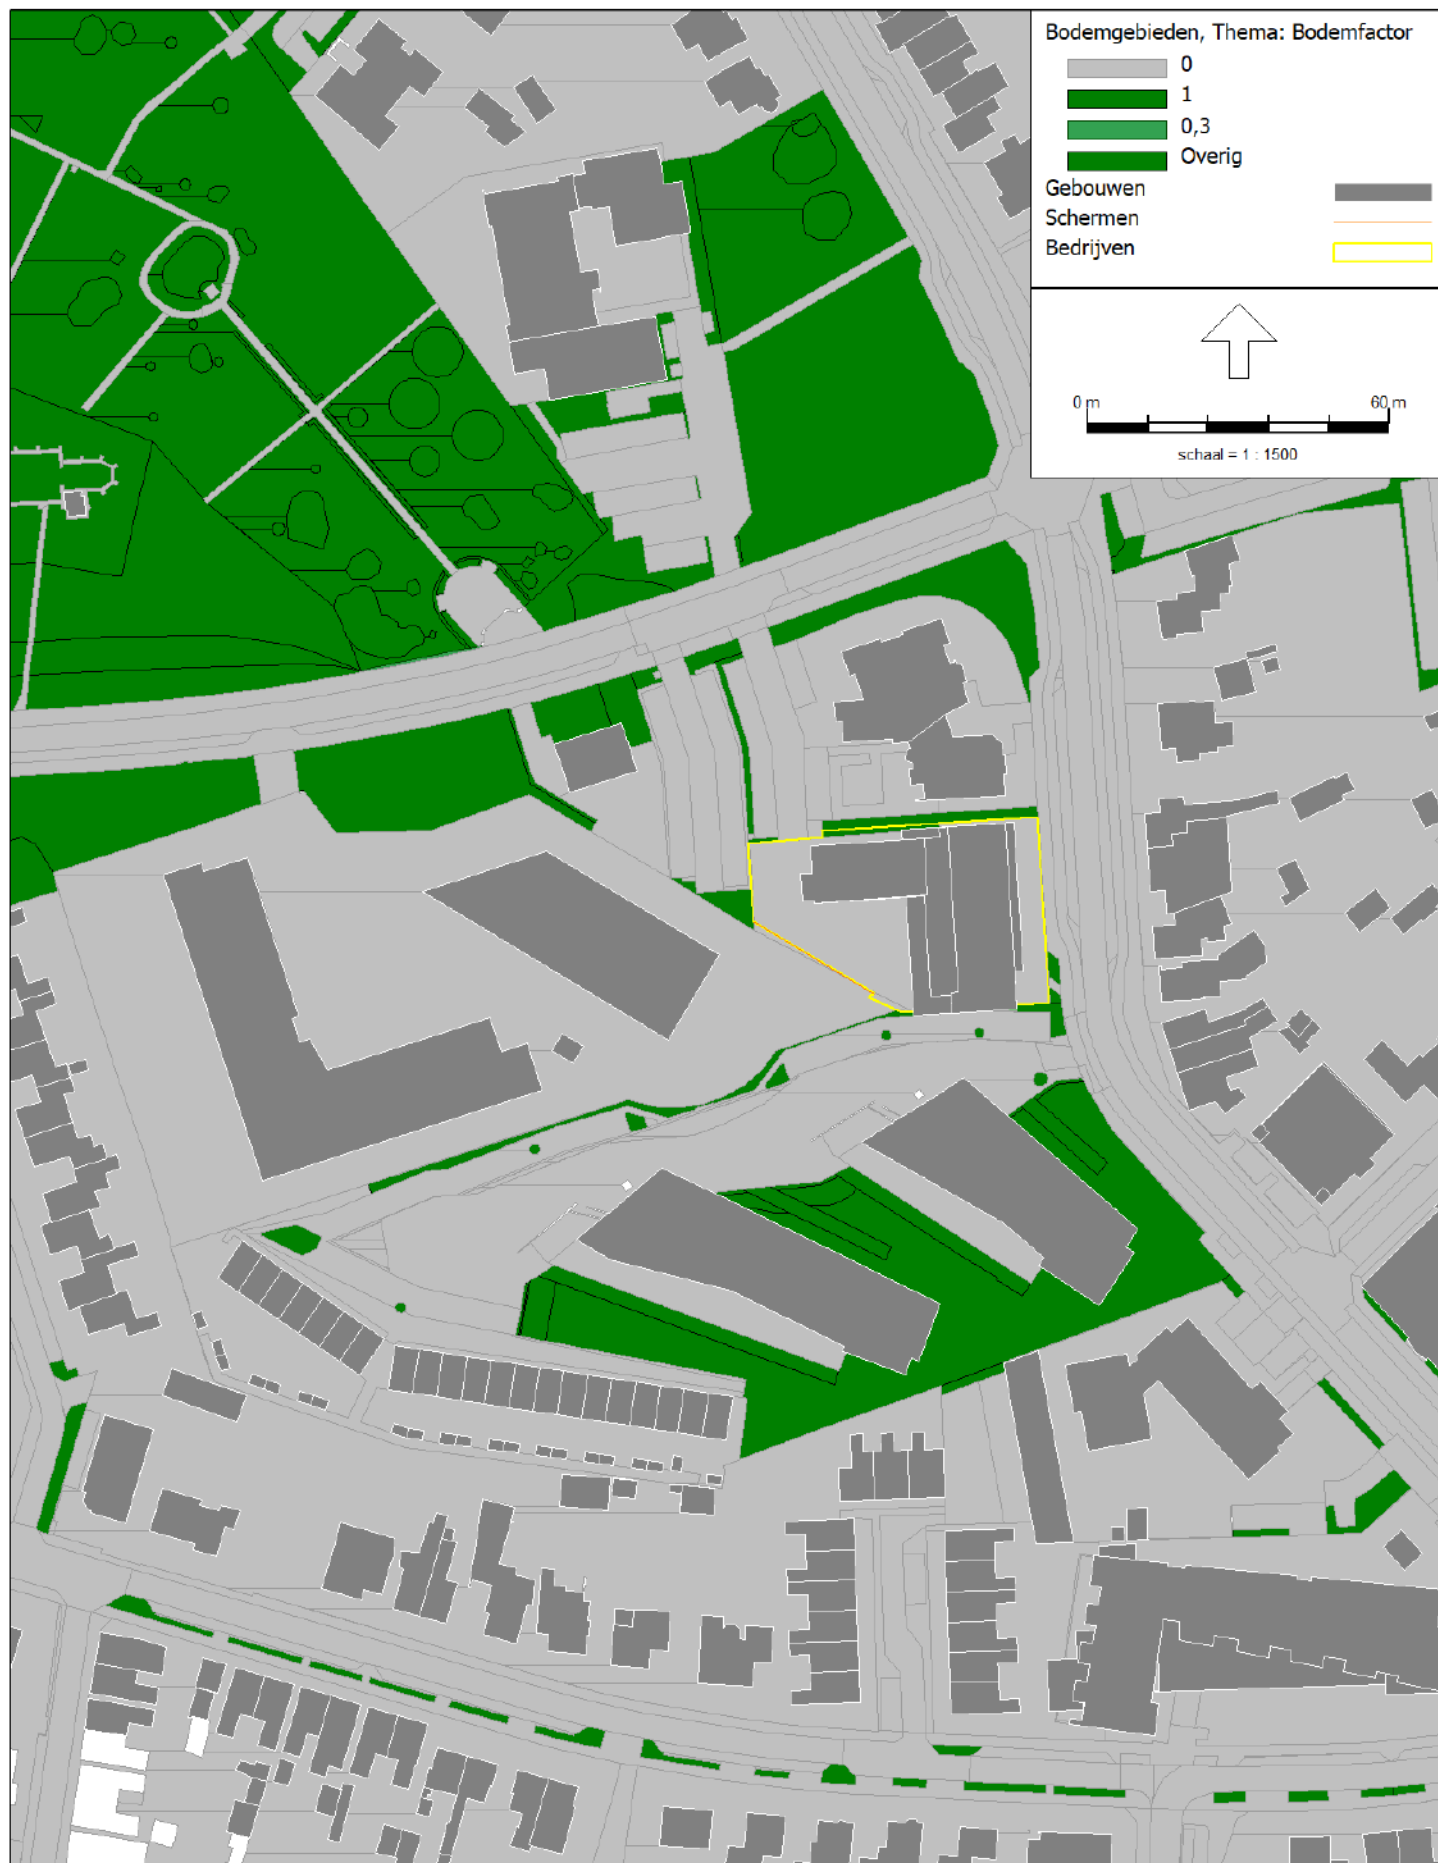 Bodemgebieden, Thema: Bodemfactor
0
1
0,3
Overig
Gebouwen
Schermen
Bedrijven
0 m 60 m
schaal = 1 : 1500